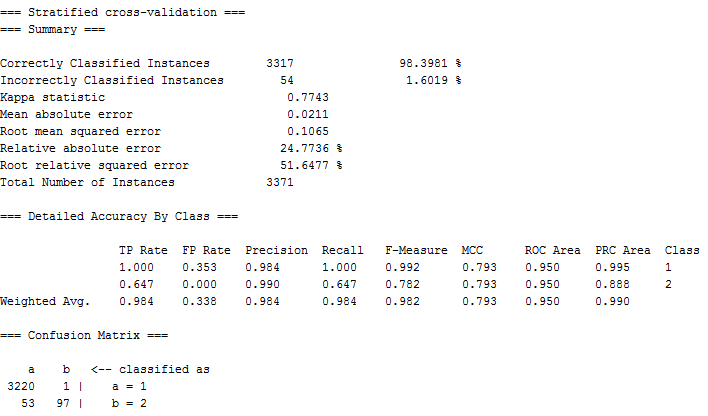 === Stratified cross-validation ===
=== Summary ===
Correctly Classified Instances 3317 98.3981 %
Incorrectly Classified Instances 54 1.6019 %
Kappa statistic 0.7743
Mean absolute error 0.0211
Root mean squared error 0.1065
Relative absolute error 24.7736 %
Root relative squared error 51.6477 %
Total Number of Instances 3371
=== Detailed Accuracy By Class ===
TP Rate FP Rate Precision Recall F-Measure MCC ROC Area PRC Area Class
1.000 0.353 0.984 1.000 0.992 0.793 0.950 0.995 1
0.647 0.000 0.990 0.647 0.782 0.793 0.950 0.888 2
Weighted Avg. 0.984 0.338 0.984 0.984 0.982 0.793 0.950 0.990
=== Confusion Matrix ===
a b <-- classified as
3220 1 | a = 1
53 97 | b = 2